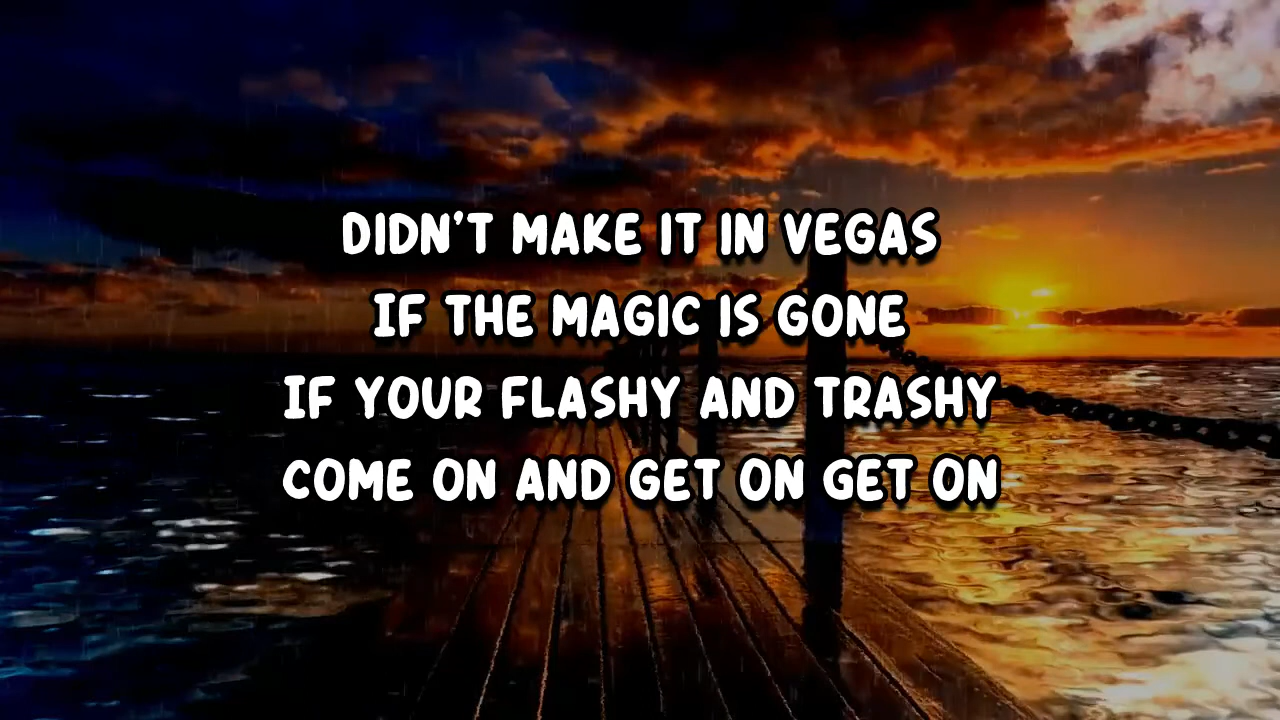 DIDN'T MAKE IT IN VEGAS
IF THE MAGIC IS GONE
IF YOUR FLASHY AND TRASHY
COME ON AND GET ON GET ON